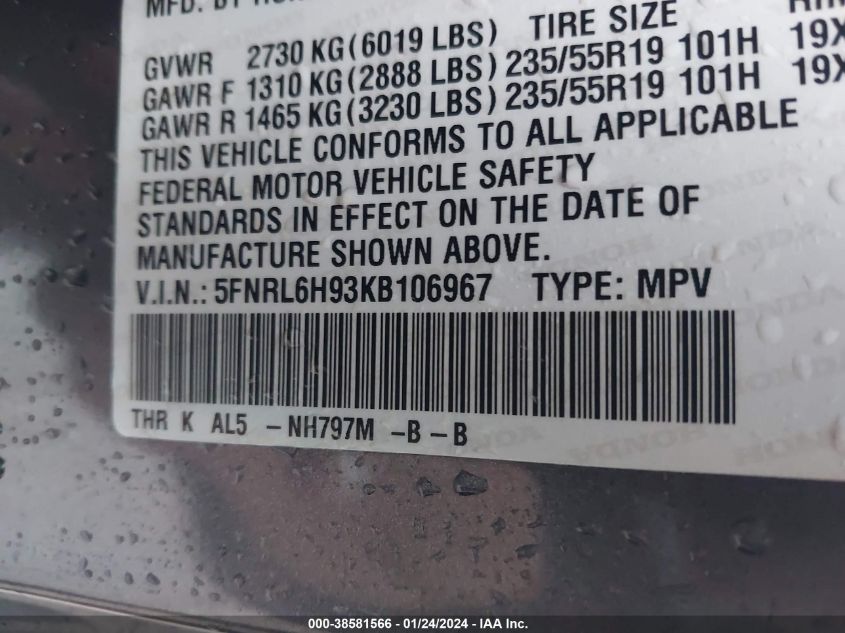 MFD. BY
TIRE SIZE
GVWR 2730 KG (6019 LBS)
GAWR F 1310 KG (2888 LBS) 235/55R19 101H 19X
GAWR R 1465 KG (3230 LBS) 235/55R19 101H 19X
THIS VEHICLE CONFORMS TO ALL APPLICABLE
FEDERAL MOTOR VEHICLE SAFETY
STANDARDS IN EFFECT ON THE DATE OF
MANUFACTURE SHOWN ABOVE.
V.I.N.: 5FNRL6H93KB106967 TYPE: MPV
THR K AL5 -NH797M -B-B
000-38581566 - 01/24/2024 - IAA Inc.